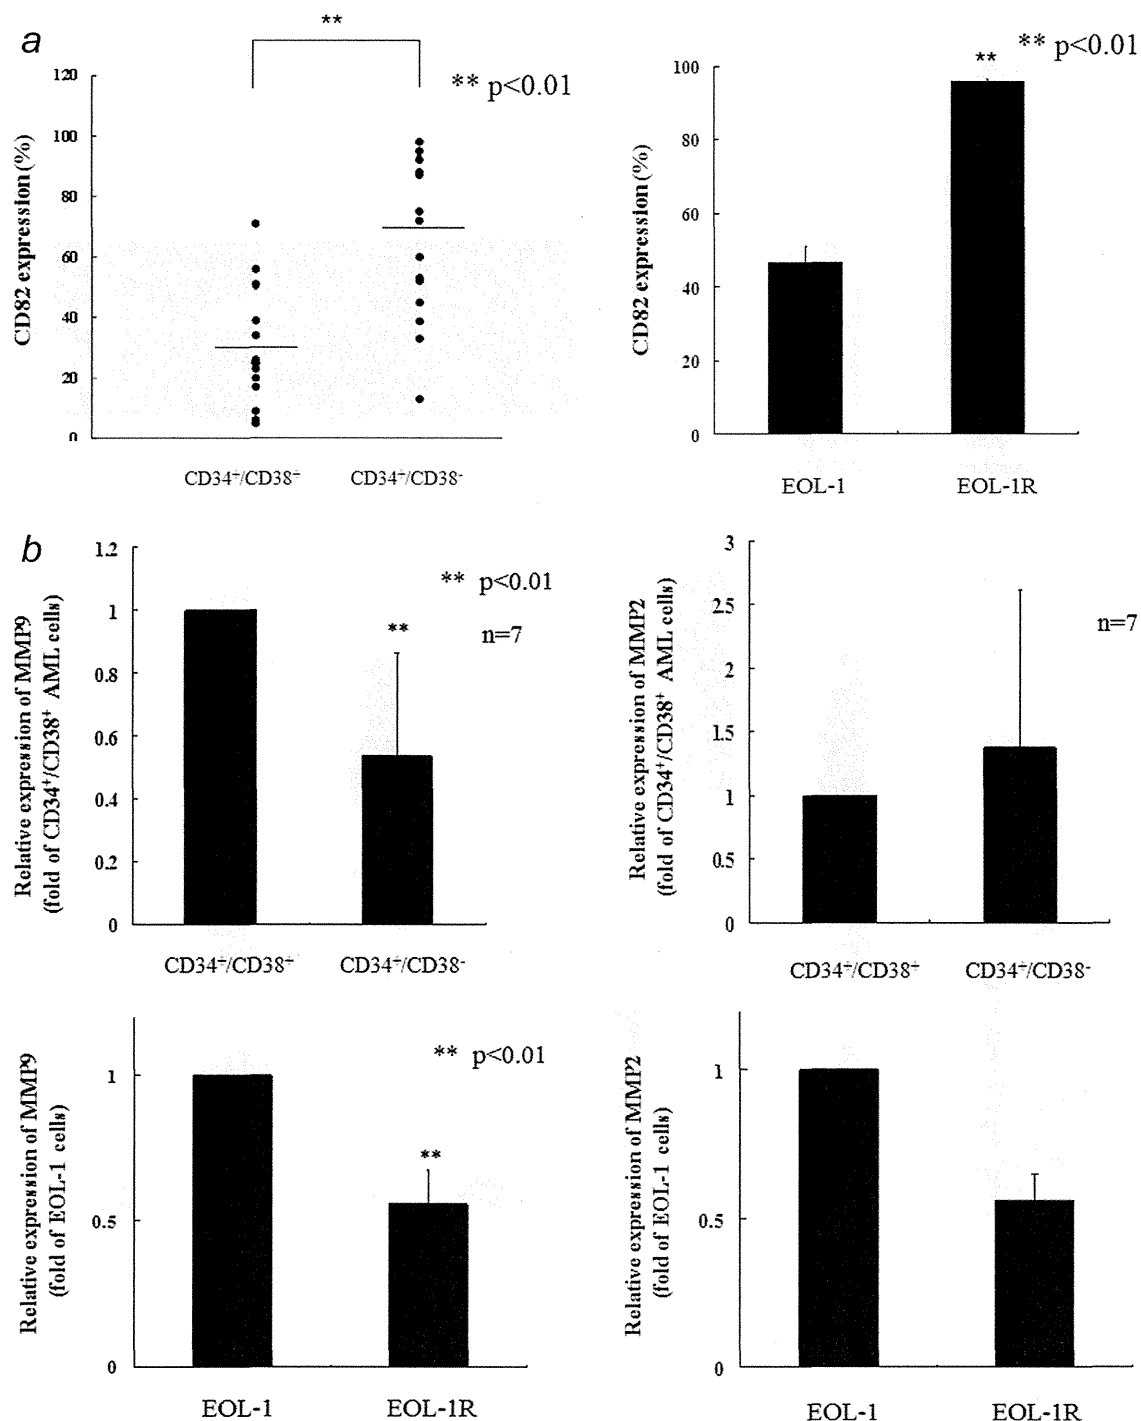 a
**
** p<0.01
120
100
80
60
40
20
0
CD82 expression (%)
CD34+/CD38+
CD34+/CD38-
** p<0.01
**
100
80
60
40
20
0
CD82 expression (%)
EOL-1
EOL-1R
b
1.2
1
0.8
0.6
0.4
0.2
0
Relative expression of MMP9
(fold of CD34+/CD38+ AML cells)
** p<0.01
**
n=7
CD34+/CD38+
CD34+/CD38-
3
2.5
2
1.5
1
0.5
0
Relative expression of MMP2
(fold of CD34+/CD38+ AML cells)
n=7
CD34+/CD38+
CD34+/CD38-
1
0.5
0
Relative expression of MMP9
(fold of EOL-1 cells)
** p<0.01
**
EOL-1
EOL-1R
1
0.5
0
Relative expression of MMP2
(fold of EOL-1 cells)
EOL-1
EOL-1R